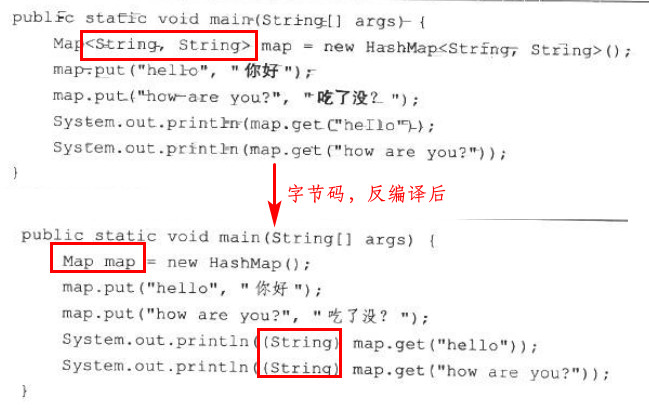 public static void main(String[] args) {
Map<String, String> map = new HashMap<String, String>();
map.put("hello", "你好");
map.put("how are you?", "吃了没? ");
System.out.println(map.get("hello"));
System.out.println(map.get("how are you?"));
}
字节码，反编译后
public static void main(String[] args) {
Map map = new HashMap();
map.put("hello", "你好");
map.put("how are you?", "吃了没? ");
System.out.println((String) map.get("hello"));
System.out.println((String) map.get("how are you?"));
}